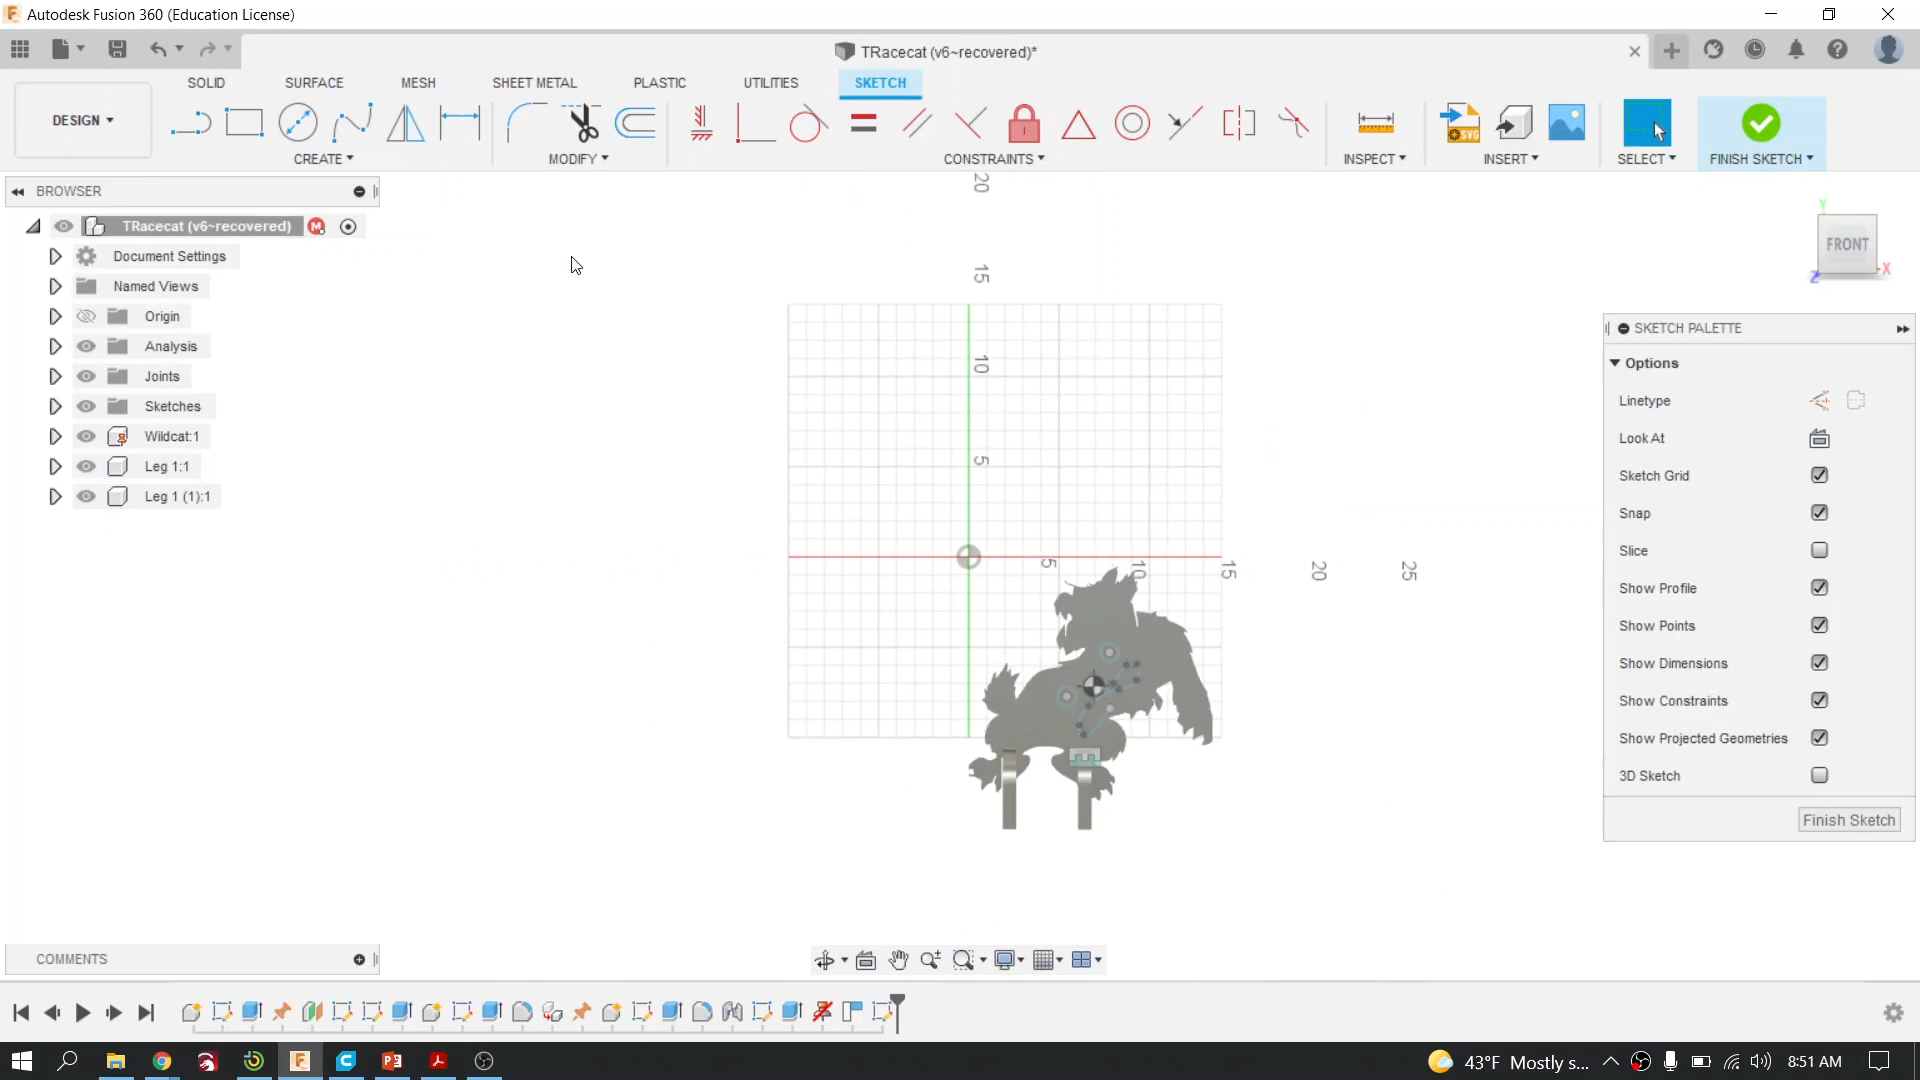 Autodesk Fusion 360 (Education License)
TRacecat (v6~recovered)*
SOLID
SURFACE
MESH
SHEET METAL
PLASTIC
UTILITIES
SKETCH
DESIGN
CREATE
MODIFY
CONSTRAINTS
INSPECT
SVG
INSERT
SELECT
FINISH SKETCH
BROWSER
TRacecat (v6~recovered)
Document Settings
Named Views
Origin
Analysis
Joints
Sketches
Wildcat:1
Leg 1:1
Leg 1 (1):1
20
15
10
5
5
10
15
20
25
Y
FRONT
X
Z
SKETCH PALETTE
Options
Linetype
Look At
Sketch Grid
Snap
Slice
Show Profile
Show Points
Show Dimensions
Show Constraints
Show Projected Geometries
3D Sketch
Finish Sketch
COMMENTS
43°F Mostly s...
8:51 AM